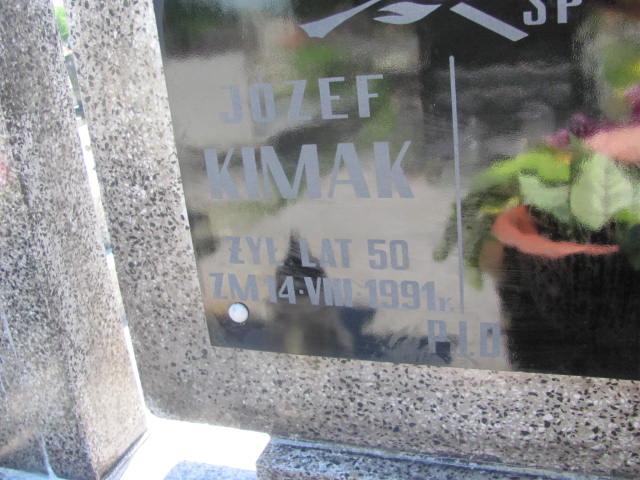 SP
JOZEF
KIMAK
ŻYŁ LAT 50
ZM 14·VIII·1991r.